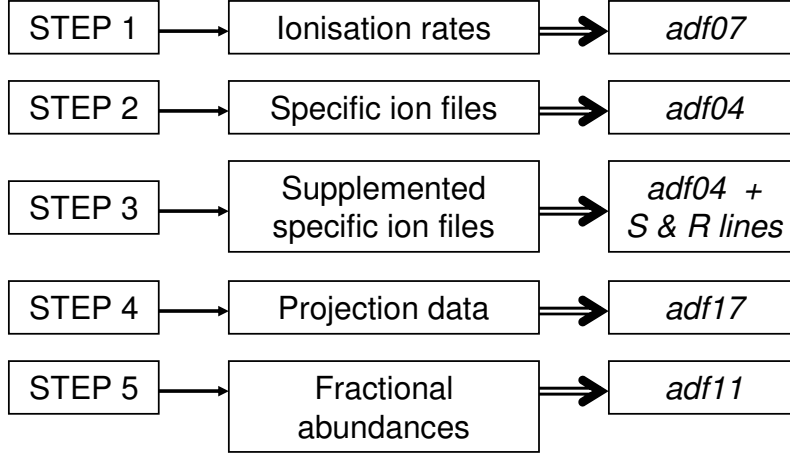 STEP 1
Ionisation rates
adf07
STEP 2
Specific ion files
adf04
STEP 3
Supplemented
specific ion files
adf04 +
S & R lines
STEP 4
Projection data
adf17
STEP 5
Fractional
abundances
adf11